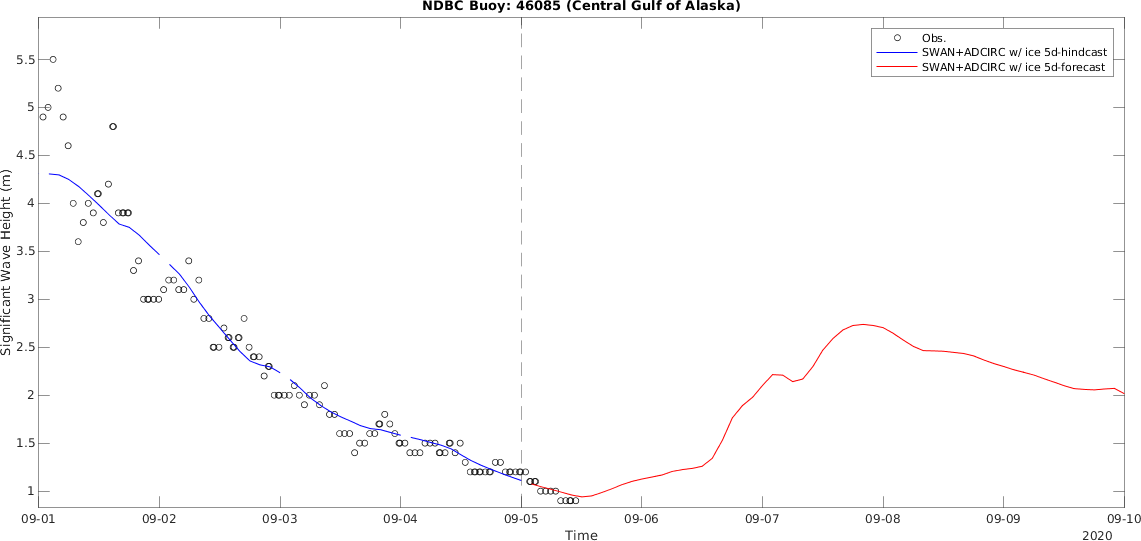 NDBC Buoy: 46085 (Central Gulf of Alaska)
Obs.
SWAN+ADCIRC w/ ice 5d-hindcast
SWAN+ADCIRC w/ ice 5d-forecast
Significant Wave Height (m)
5.5
5
4.5
4
3.5
3
2.5
2
1.5
1
09-01 09-02 09-03 09-04 09-05 09-06 09-07 09-08 09-09 09-10
Time
2020